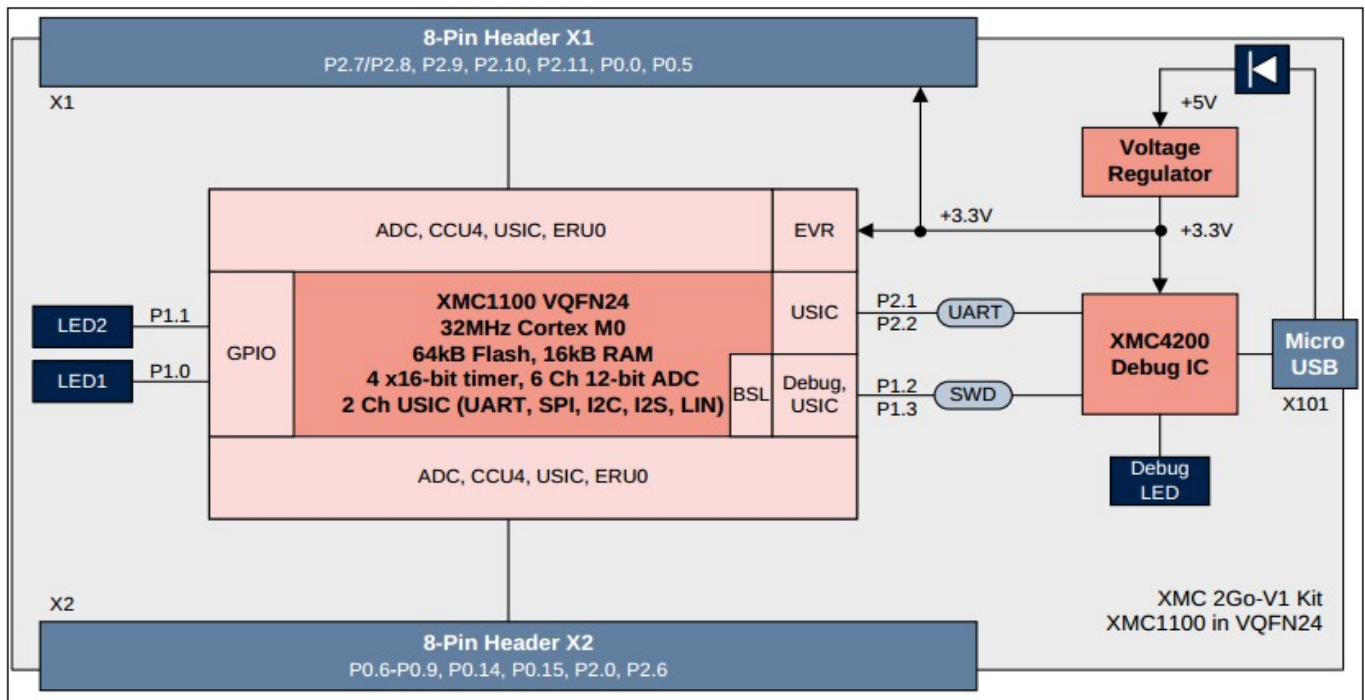 8-Pin Header X1
P2.7/P2.8, P2.9, P2.10, P2.11, P0.0, P0.5
X1
+5V
Voltage
Regulator
ADC, CCU4, USIC, ERU0
EVR
+3.3V
+3.3V
LED2
P1.1
LED1
P1.0
GPIO
XMC1100 VQFN24
32MHz Cortex M0
64kB Flash, 16kB RAM
4 x16-bit timer, 6 Ch 12-bit ADC
2 Ch USIC (UART, SPI, I2C, I2S, LIN)
USIC
BSL
Debug,
USIC
P2.1
P2.2
UART
P1.2
P1.3
SWD
XMC4200
Debug IC
Micro
USB
X101
Debug
LED
ADC, CCU4, USIC, ERU0
X2
8-Pin Header X2
P0.6-P0.9, P0.14, P0.15, P2.0, P2.6
XMC 2Go-V1 Kit
XMC1100 in VQFN24